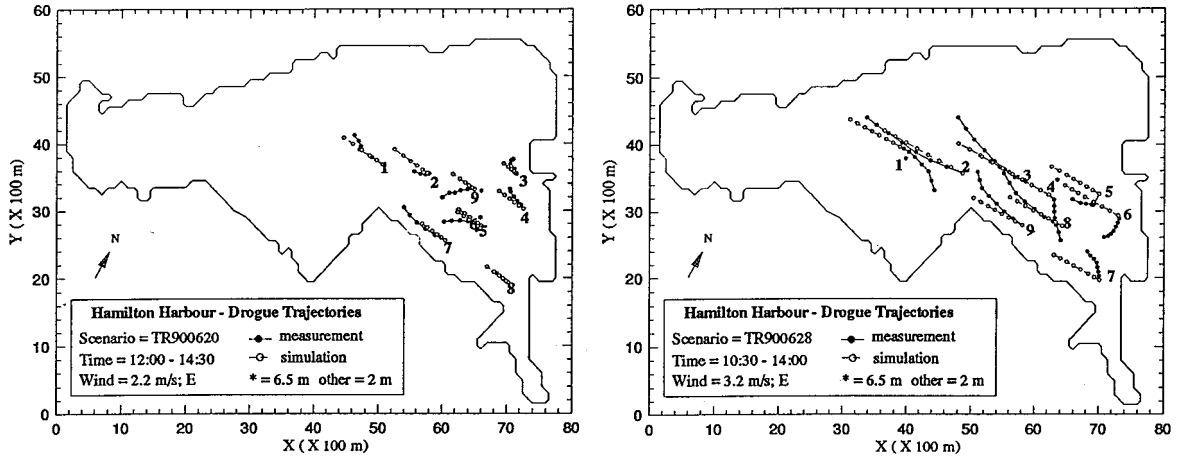 60
50
40
30
20
10
0
Y (X 100 m)
1
2
3
9
4
6
5
7
8
N
Hamilton Harbour - Drogue Trajectories
Scenario = TR900620
measurement
Time = 12:00 - 14:30
simulation
Wind = 2.2 m/s; E
* = 6.5 m other = 2 m
0 10 20 30 40 50 60 70 80
X ( X 100 m)
60
50
40
30
20
10
0
Y (X 100 m)
1
2
3
4
5
6
8
9
7
N
Hamilton Harbour - Drogue Trajectories
Scenario = TR900628
measurement
Time = 10:30 - 14:00
simulation
Wind = 3.2 m/s; E
* = 6.5 m other = 2 m
0 10 20 30 40 50 60 70 80
X ( X 100 m)